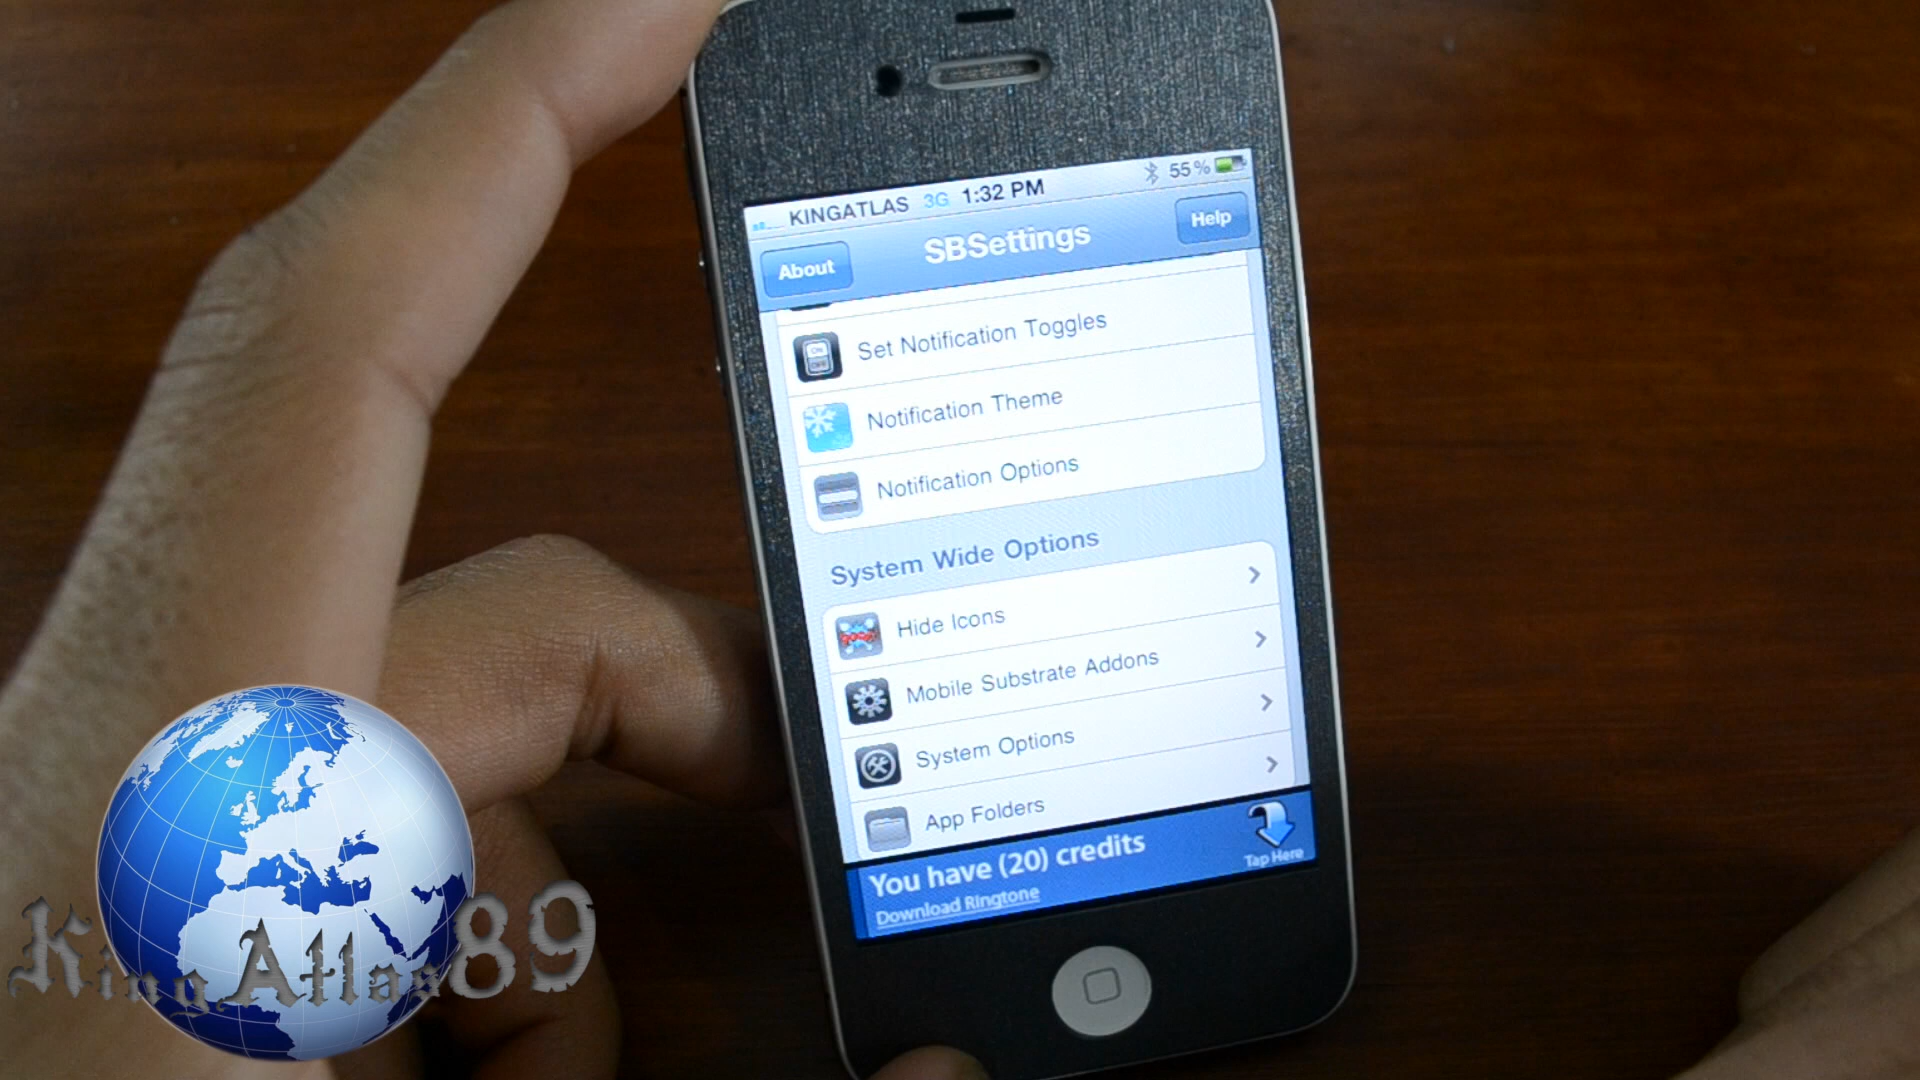 KINGATLAS 3G 1:32 PM 55%
About SBSettings Help
Set Notification Toggles
Notification Theme
Notification Options
System Wide Options
Hide Icons
Mobile Substrate Addons
System Options
App Folders
You have (20) credits
Download Ringtone
Tap Here
KingAtlas89